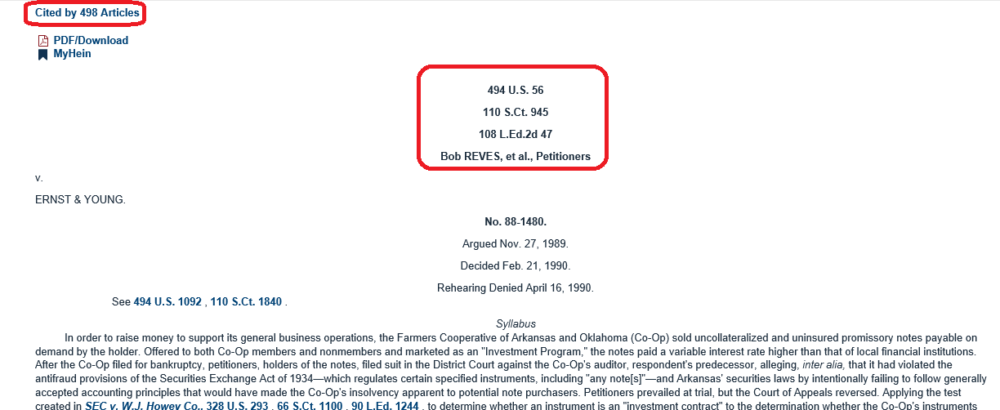 Cited by 498 Articles
PDF/Download
MyHein
494 U.S. 56
110 S.Ct. 945
108 L.Ed.2d 47
Bob REVES, et al., Petitioners
v.
ERNST & YOUNG.
No. 88-1480.
Argued Nov. 27, 1989.
Decided Feb. 21, 1990.
Rehearing Denied April 16, 1990.
See 494 U.S. 1092 , 110 S.Ct. 1840 .
Syllabus
In order to raise money to support its general business operations, the Farmers Cooperative of Arkansas and Oklahoma (Co-Op) sold uncollateralized and uninsured promissory notes payable on
demand by the holder. Offered to both Co-Op members and nonmembers and marketed as an "Investment Program," the notes paid a variable interest rate higher than that of local financial institutions.
After the Co-Op filed for bankruptcy, petitioners, holders of the notes, filed suit in the District Court against the Co-Op's auditor, respondent's predecessor, alleging, inter alia, that it had violated the
antifraud provisions of the Securities Exchange Act of 1934—which regulates certain specified instruments, including "any note[s]"—and Arkansas' securities laws by intentionally failing to follow generally
accepted accounting principles that would have made the Co-Op's insolvency apparent to potential note purchasers. Petitioners prevailed at trial, but the Court of Appeals reversed. Applying the test
created in SEC v. W.J. Howey Co., 328 U.S. 293 , 66 S.Ct. 1100 , 90 L.Ed. 1244 , to determine whether an instrument is an "investment contract" to the determination whether the Co-Op's instruments